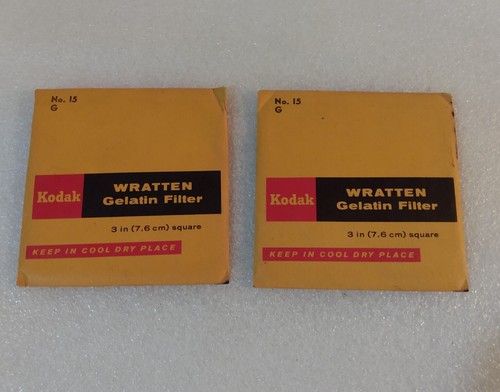 No. 15
G
Kodak
WRATTEN
Gelatin Filter
3 in (7.6 cm) square
KEEP IN COOL DRY PLACE
No. 15
G
Kodak
WRATTEN
Gelatin Filter
3 in (7.6 cm) square
KEEP IN COOL DRY PLACE